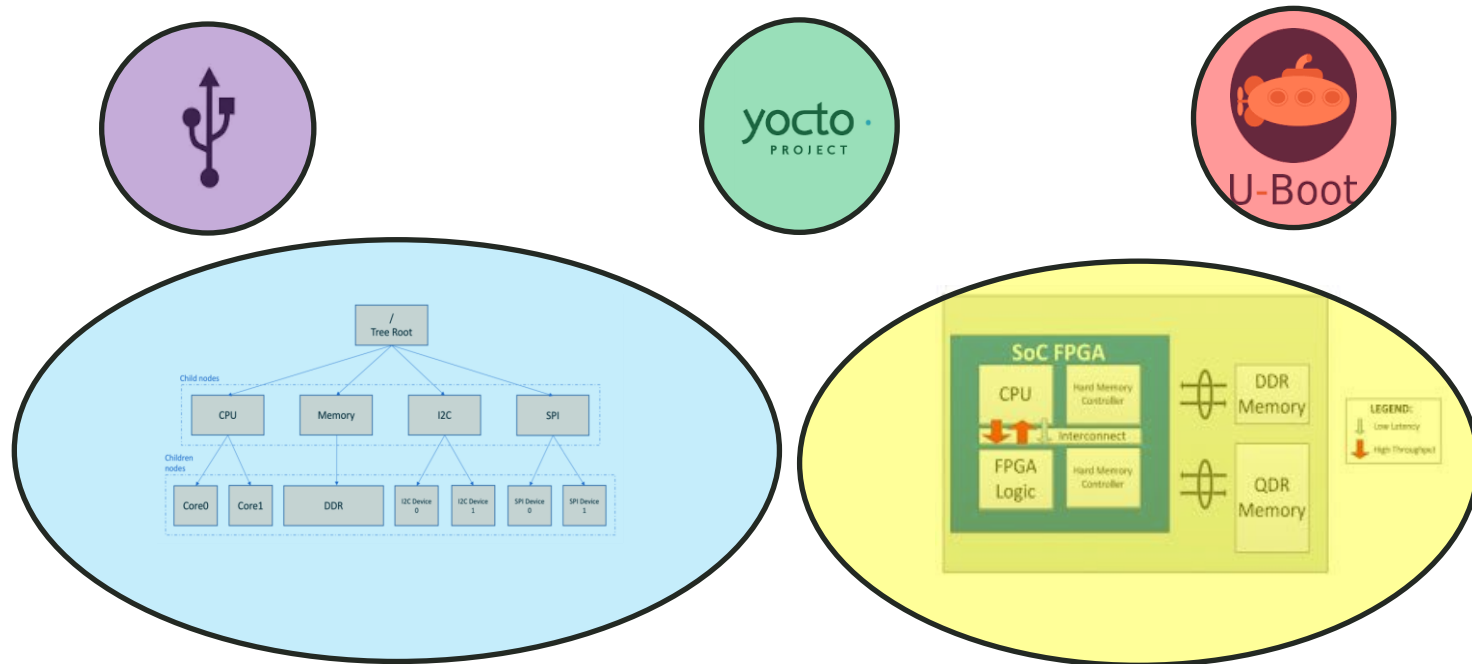 yocto
PROJECT
U-Boot
/
Tree Root
Child nodes
CPU
Memory
I2C
SPI
Children
nodes
Core0
Core1
DDR
I2C Device
0
I2C Device
1
SPI Device
0
SPI Device
1
SoC FPGA
CPU
Hard Memory
Controller
Interconnect
FPGA
Logic
Hard Memory
Controller
DDR
Memory
QDR
Memory
LEGEND:
Low Latency
High Throughput